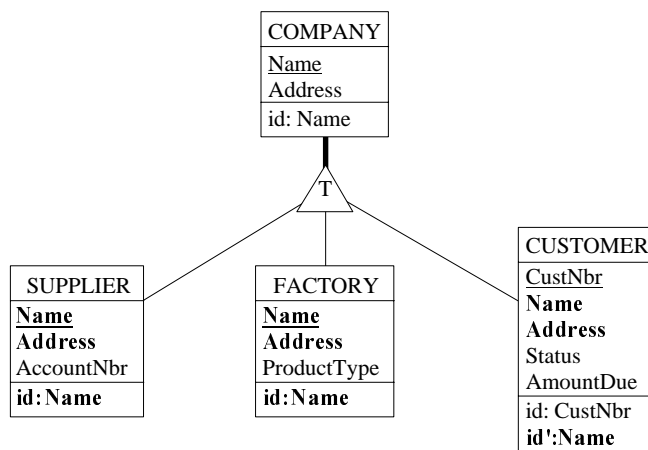 COMPANY
Name
Address
id: Name
T
SUPPLIER
Name
Address
AccountNbr
id:Name
FACTORY
Name
Address
ProductType
id:Name
CUSTOMER
CustNbr
Name
Address
Status
AmountDue
id: CustNbr
id':Name